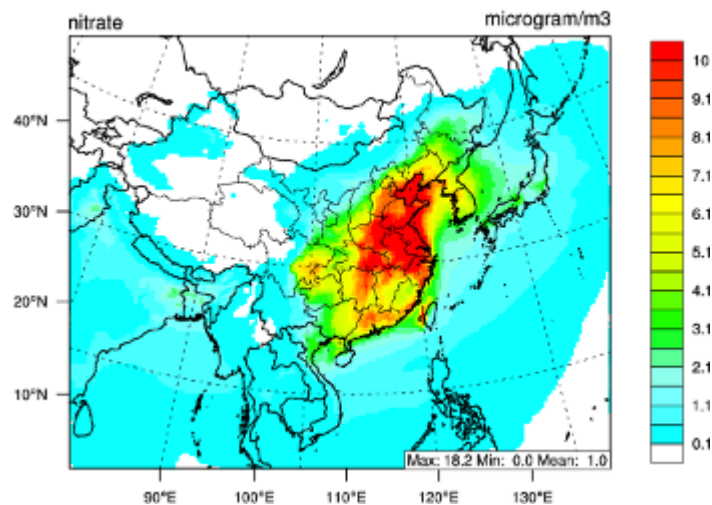 nitrate microgram/m3
10
9.1
8.1
7.1
6.1
5.1
4.1
3.1
2.1
1.1
0.1
40°N
30°N
20°N
10°N
Max: 18.2 Min: 0.0 Mean: 1.0
90°E 100°E 110°E 120°E 130°E